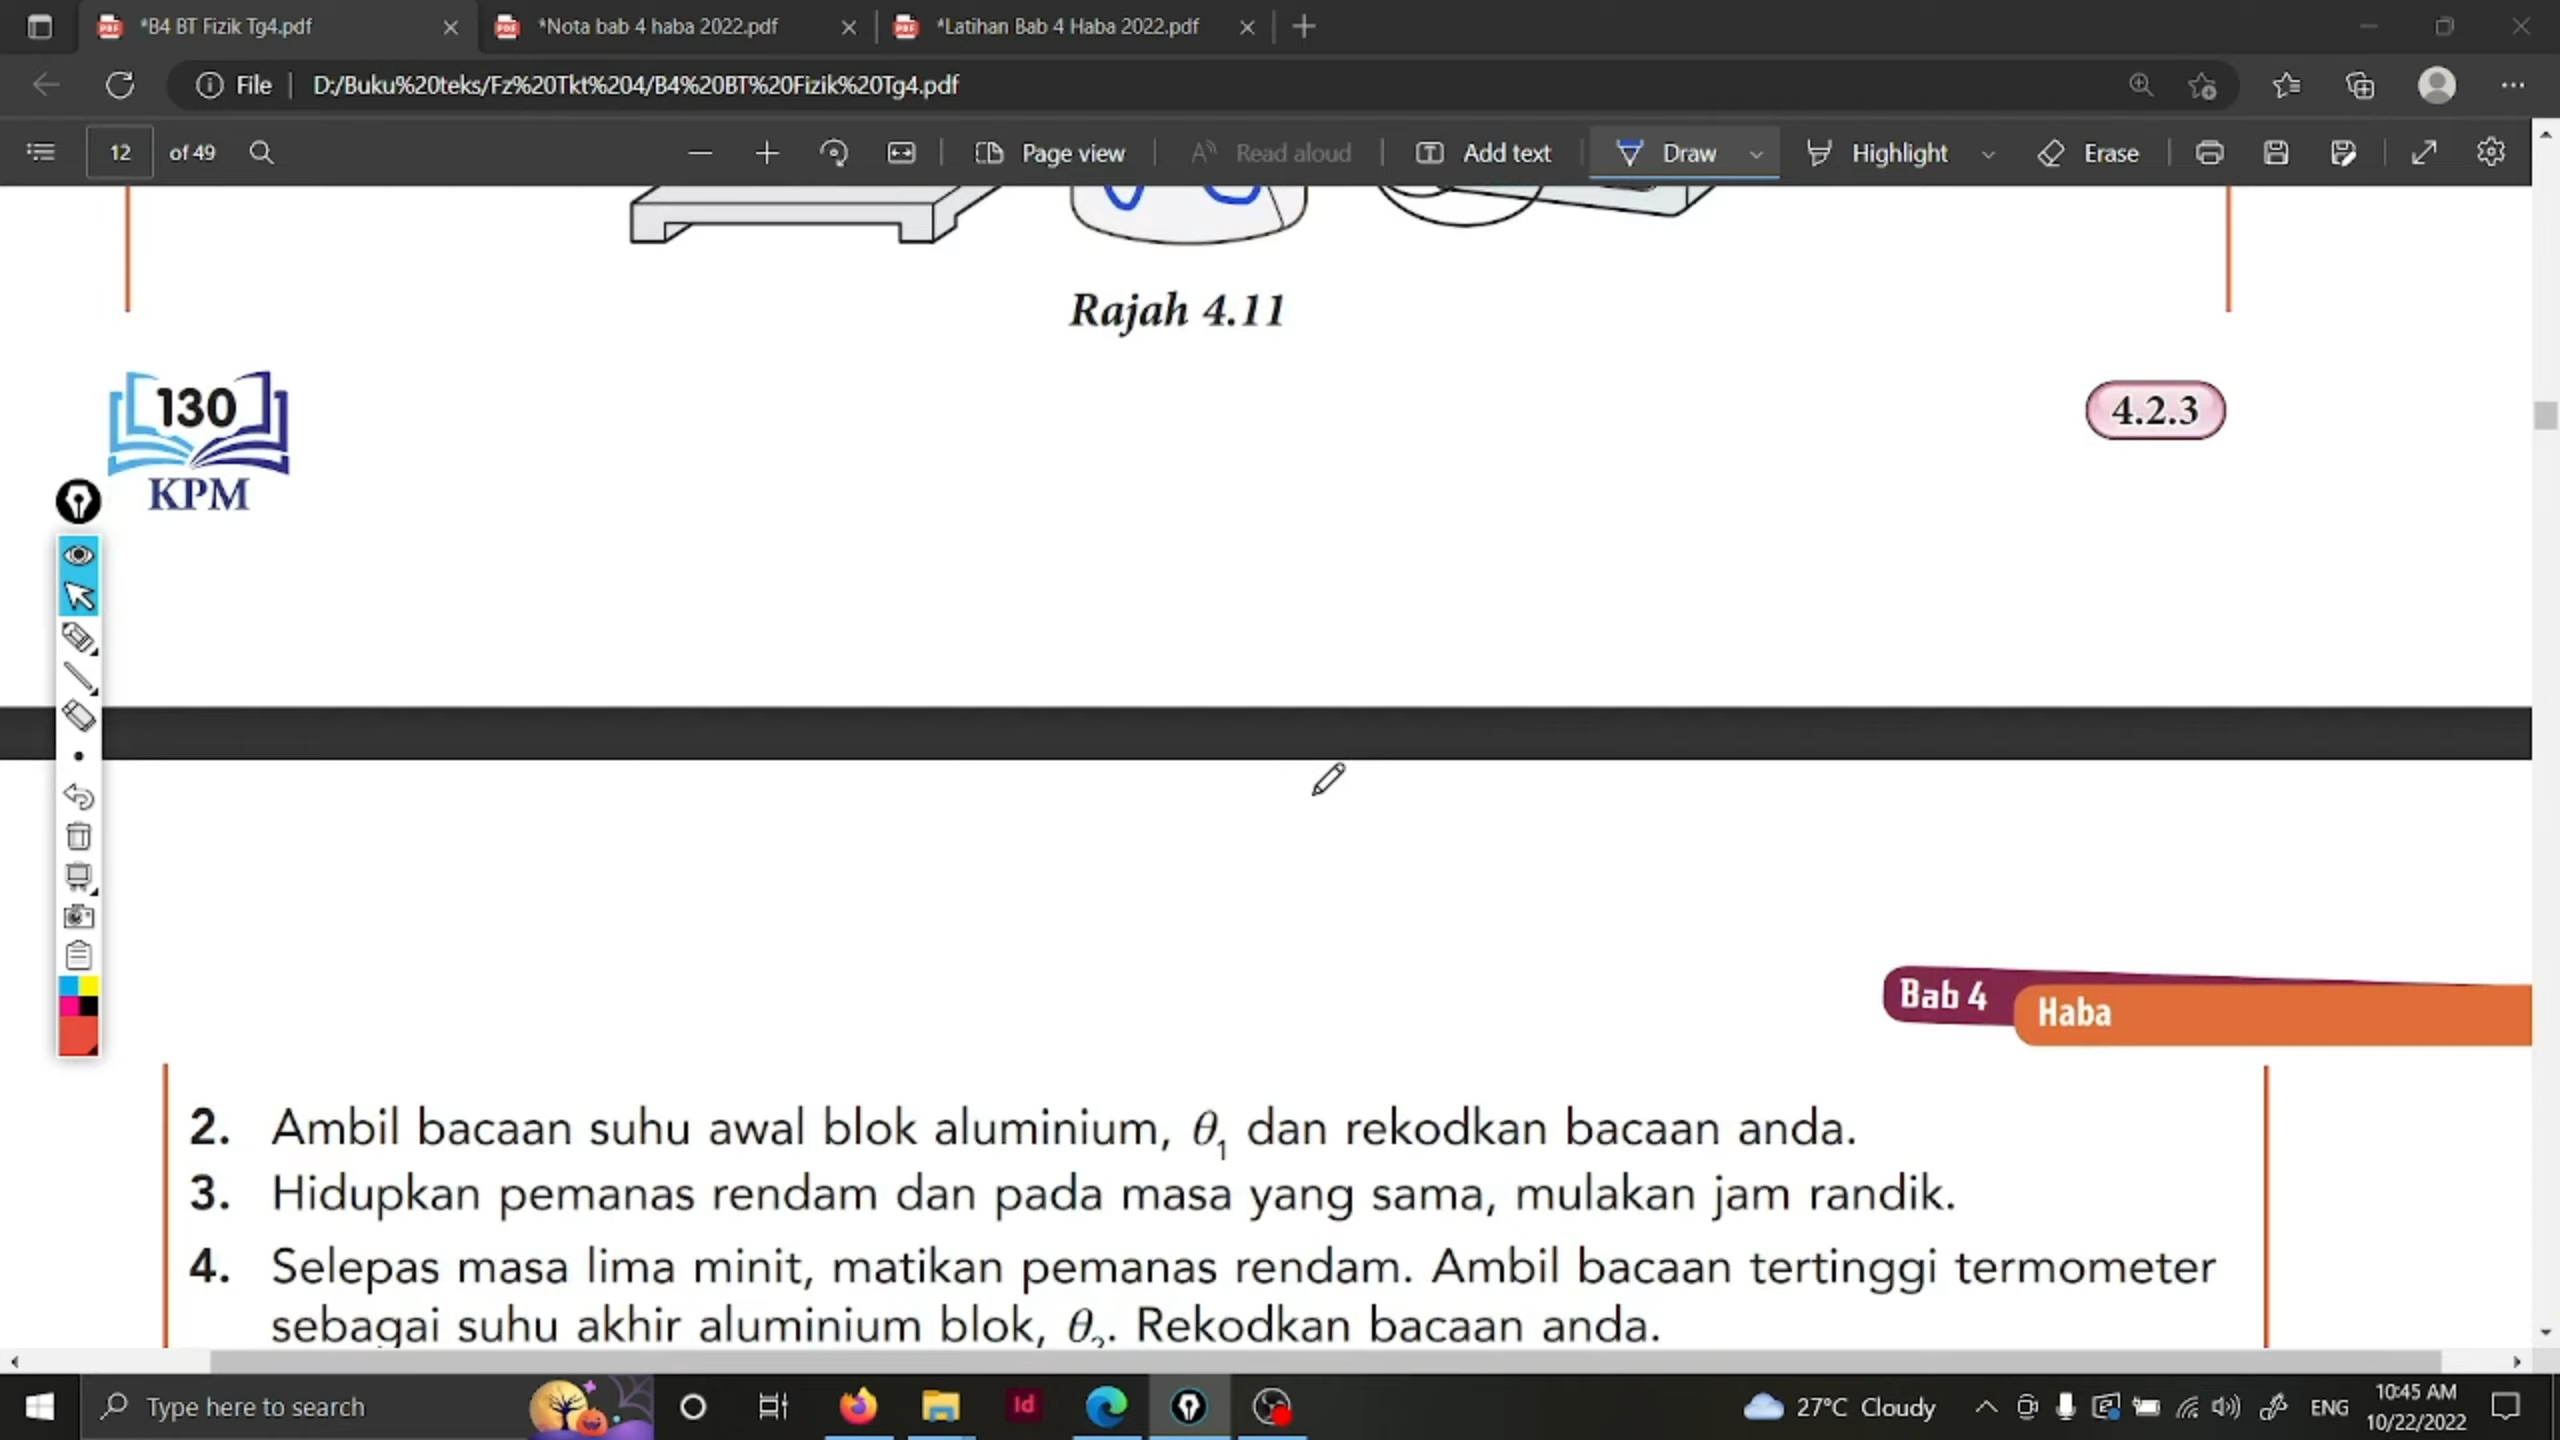 *B4 BT Fizik Tg4.pdf
*Nota bab 4 haba 2022.pdf
*Latihan Bab 4 Haba 2022.pdf
File
D:/Buku%20teks/Fz%20Tkt%204/B4%20BT%20Fizik%20Tg4.pdf
12 of 49
Page view
Read aloud
Add text
Draw
Highlight
Erase
Rajah 4.11
130
KPM
4.2.3
Bab 4
Haba
2. Ambil bacaan suhu awal blok aluminium, θ₁ dan rekodkan bacaan anda.
3. Hidupkan pemanas rendam dan pada masa yang sama, mulakan jam randik.
4. Selepas masa lima minit, matikan pemanas rendam. Ambil bacaan tertinggi termometer
sebagai suhu akhir aluminium blok, θ₂. Rekodkan bacaan anda.
Type here to search
Id
27°C Cloudy
ENG
10:45 AM
10/22/2022